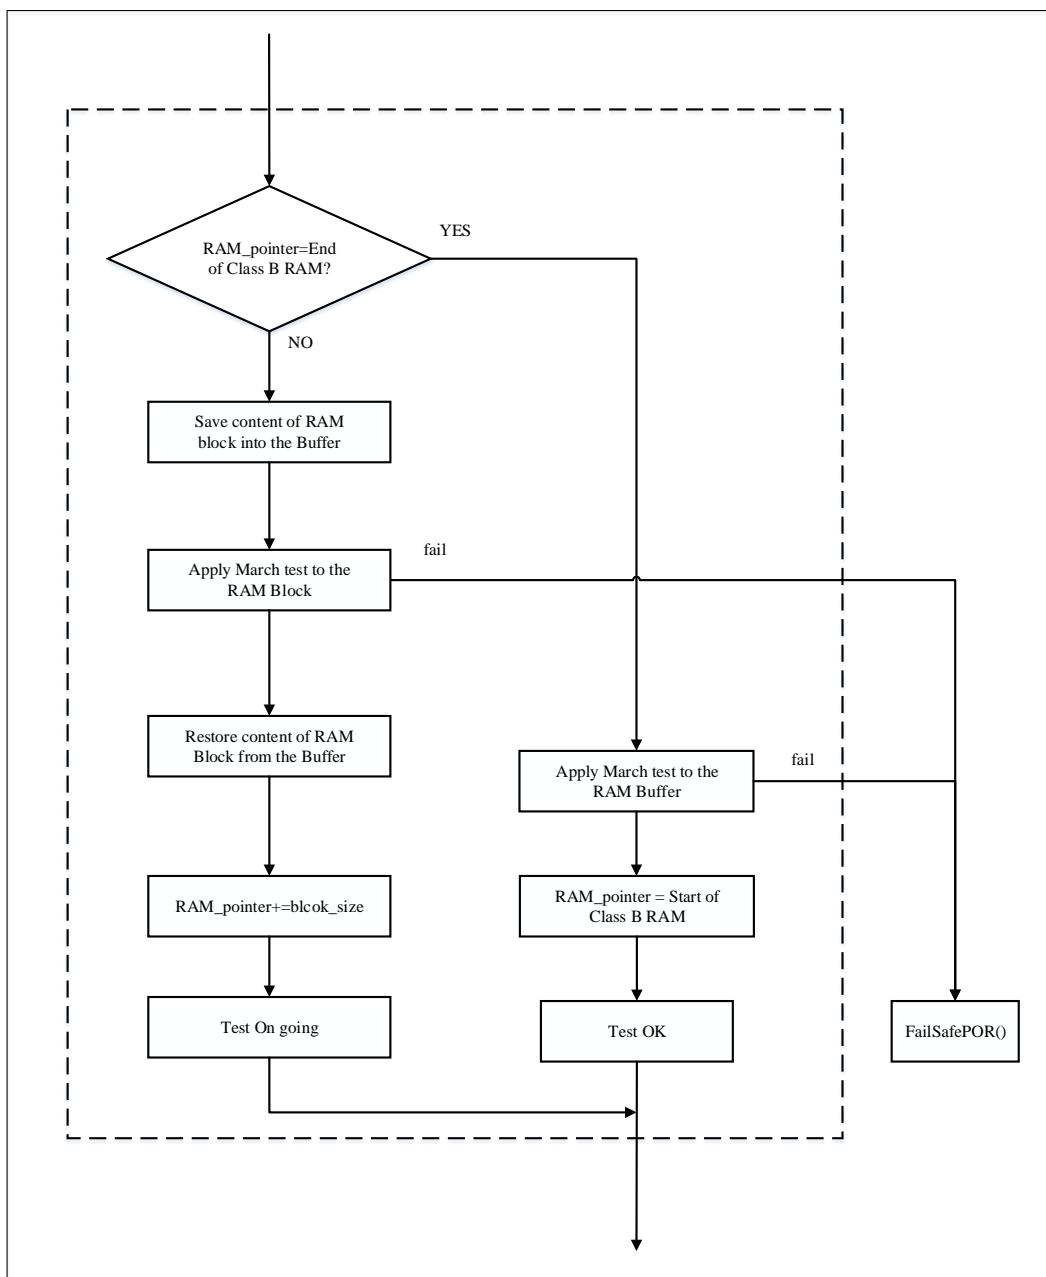 YES
RAM_pointer=End
of Class B RAM?
NO
Save content of RAM
block into the Buffer
fail
Apply March test to the
RAM Block
Restore content of RAM
Block from the Buffer
fail
Apply March test to the
RAM Buffer
RAM_pointer+=blcok_size
RAM_pointer = Start of
Class B RAM
Test On going
Test OK
FailSafePOR()